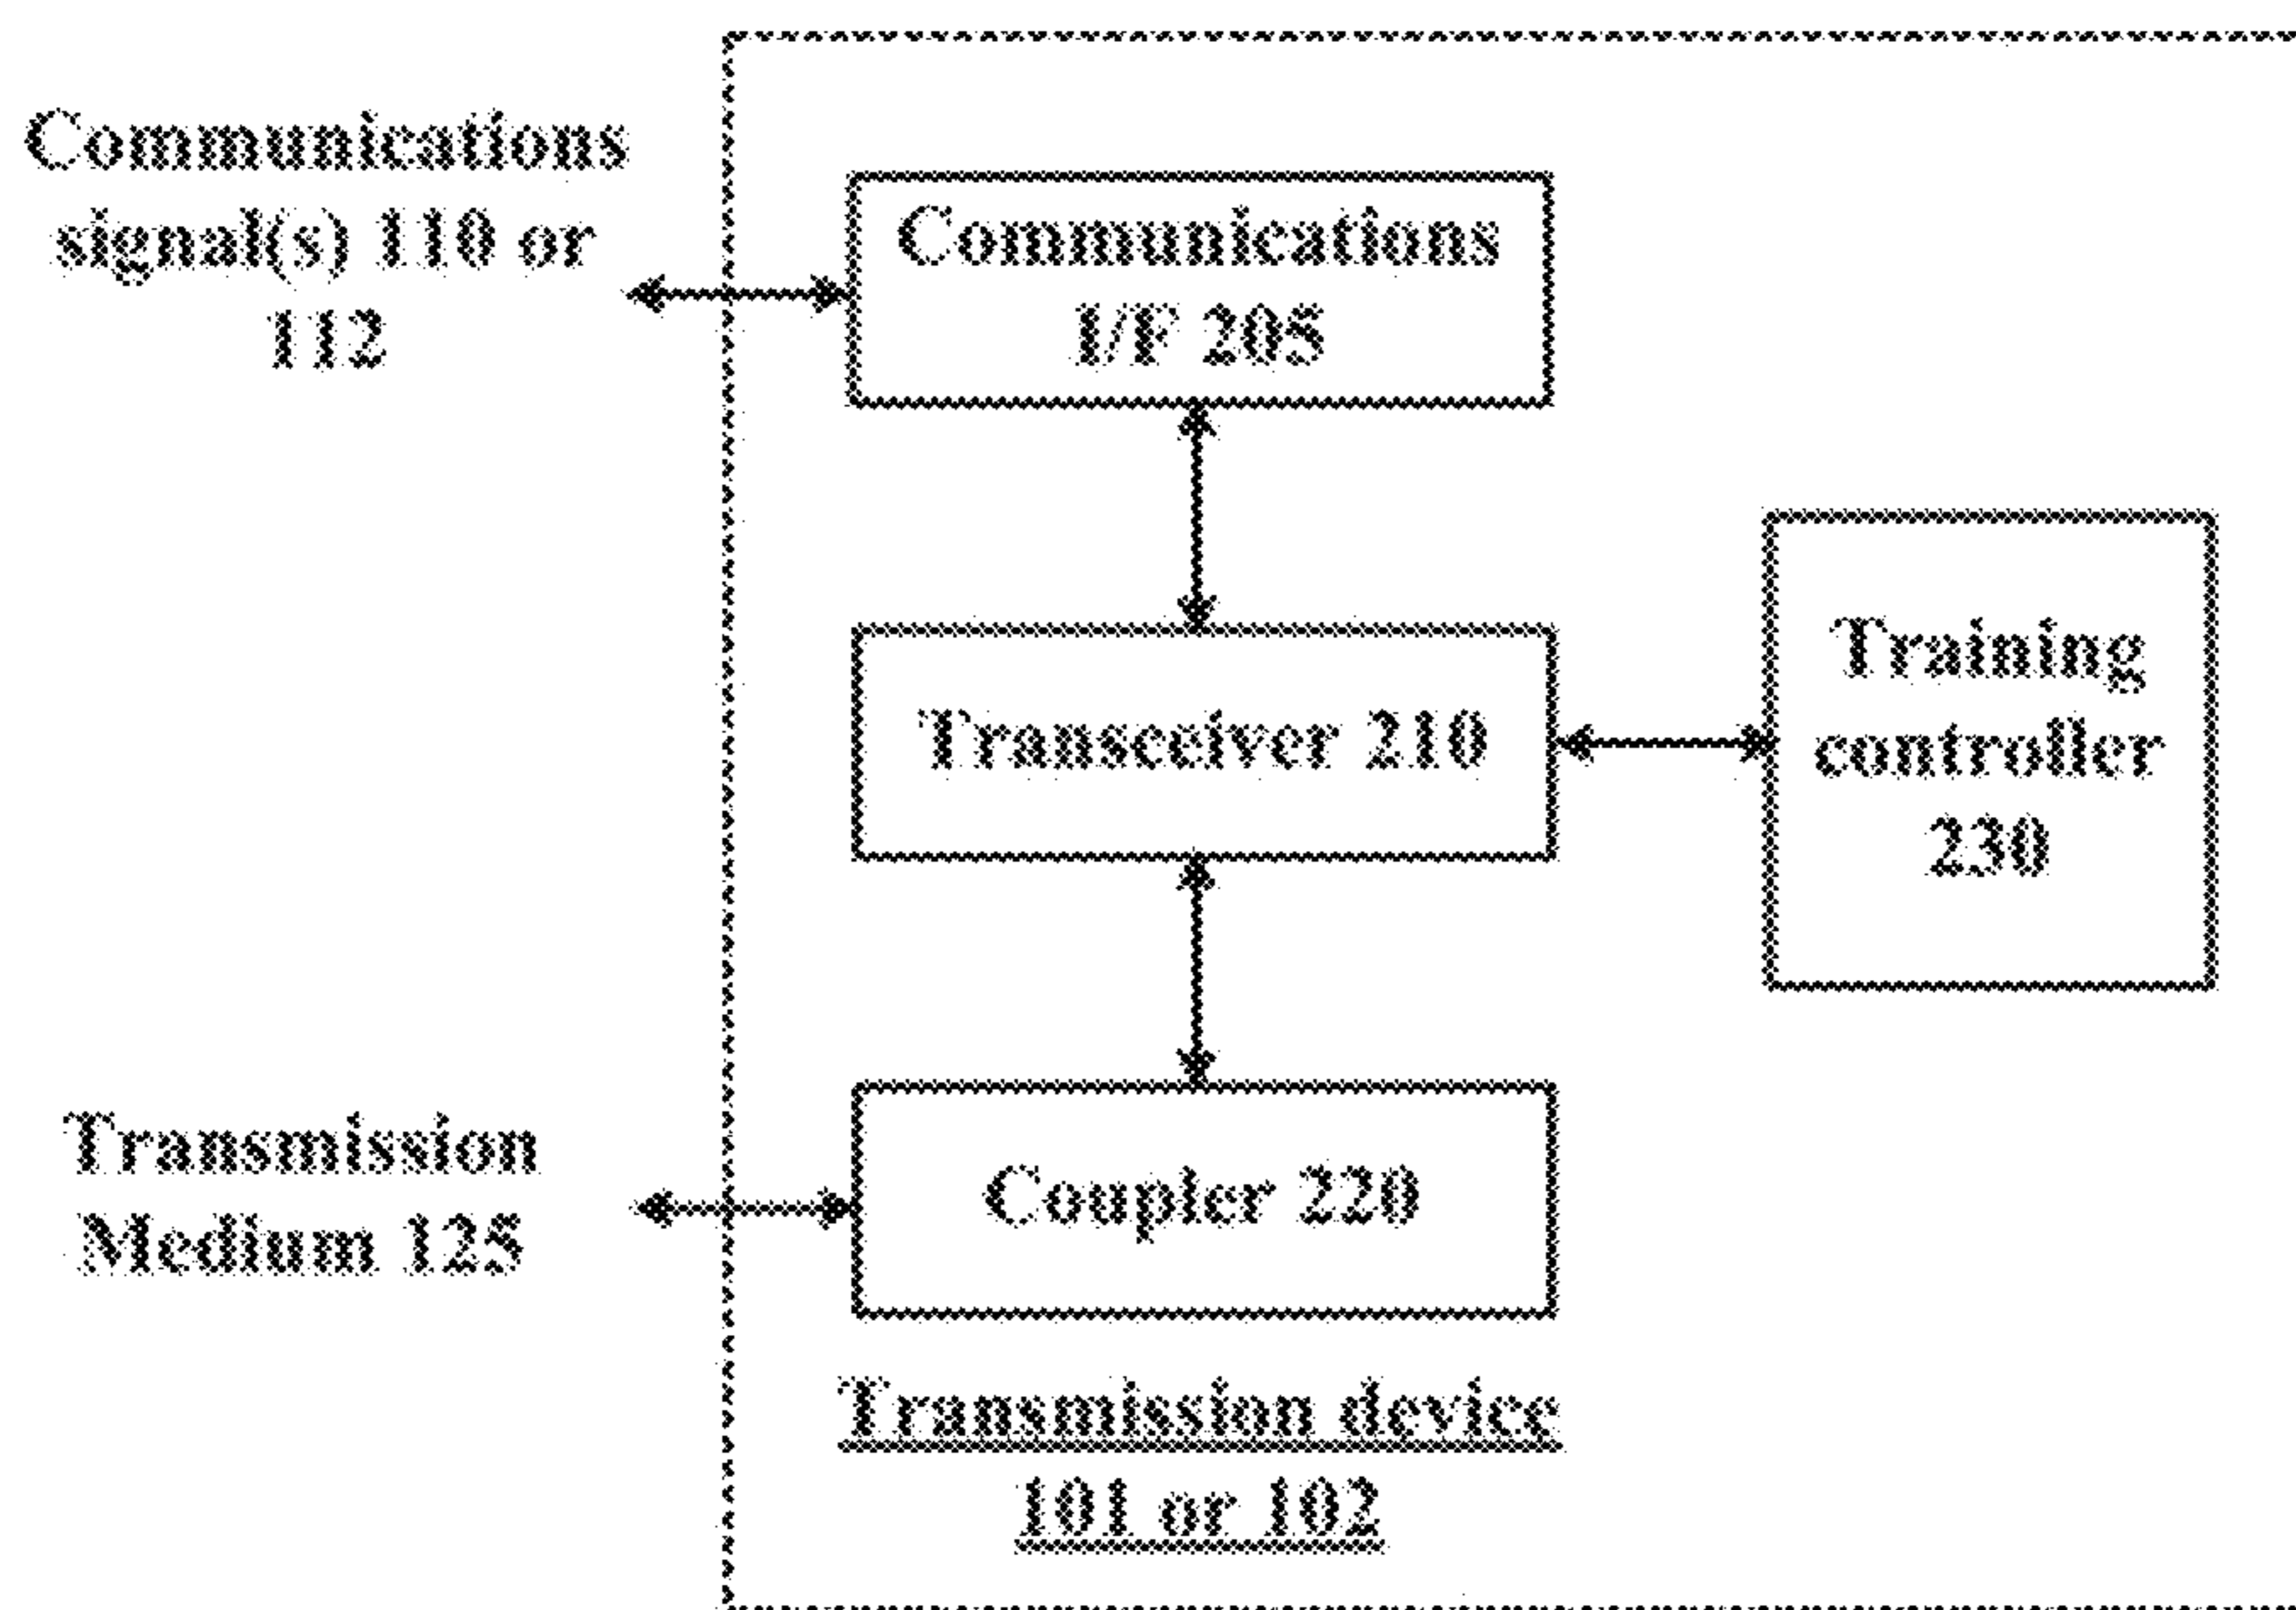 Communications
signal(s) 110 or
112
Communications
I/F 205
Transceiver 210
Training
controller
230
Transmission
Medium 125
Coupler 220
Transmission device
101 or 102